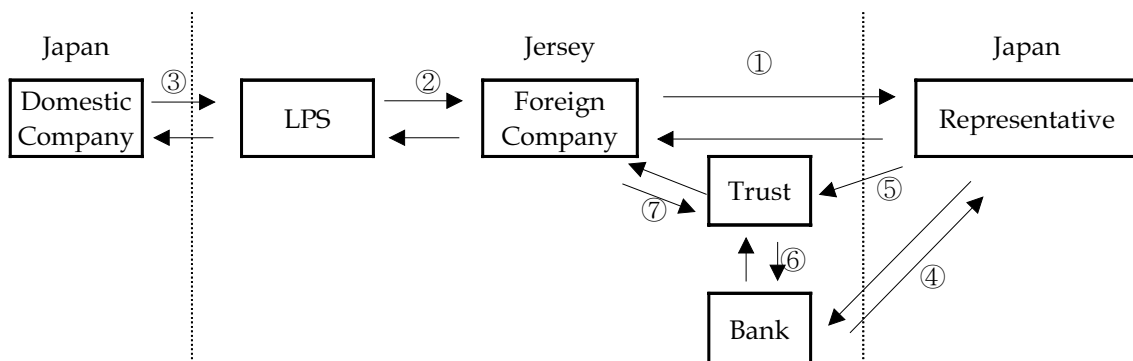 Japan
Jersey
Japan
①
③
②
Domestic
Company
LPS
Foreign
Company
Representative
Trust
⑤
⑦
⑥
④
Bank